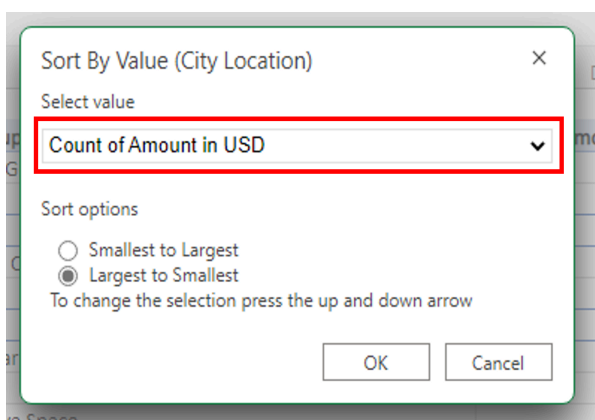 Sort By Value (City Location)
Select value
Count of Amount in USD
Sort options
Smallest to Largest
Largest to Smallest
To change the selection press the up and down arrow
OK
Cancel